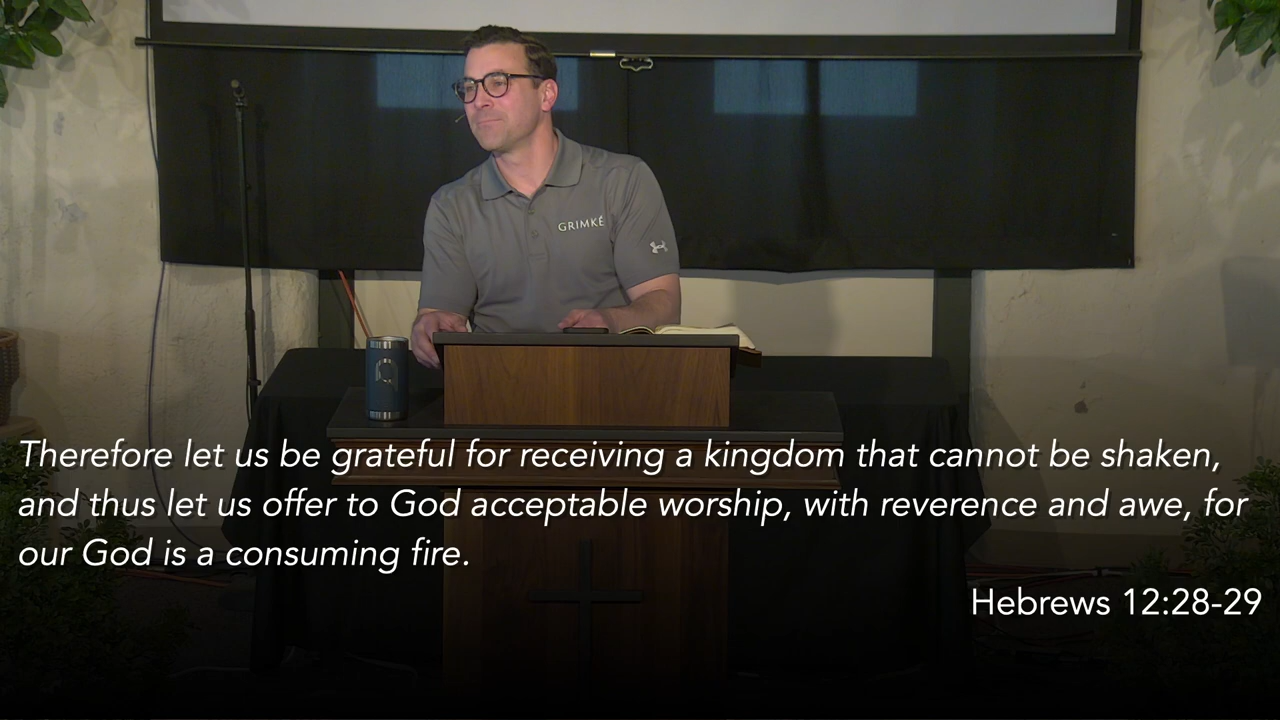 GRIMKÉ
Therefore let us be grateful for receiving a kingdom that cannot be shaken,
and thus let us offer to God acceptable worship, with reverence and awe, for
our God is a consuming fire.
Hebrews 12:28-29